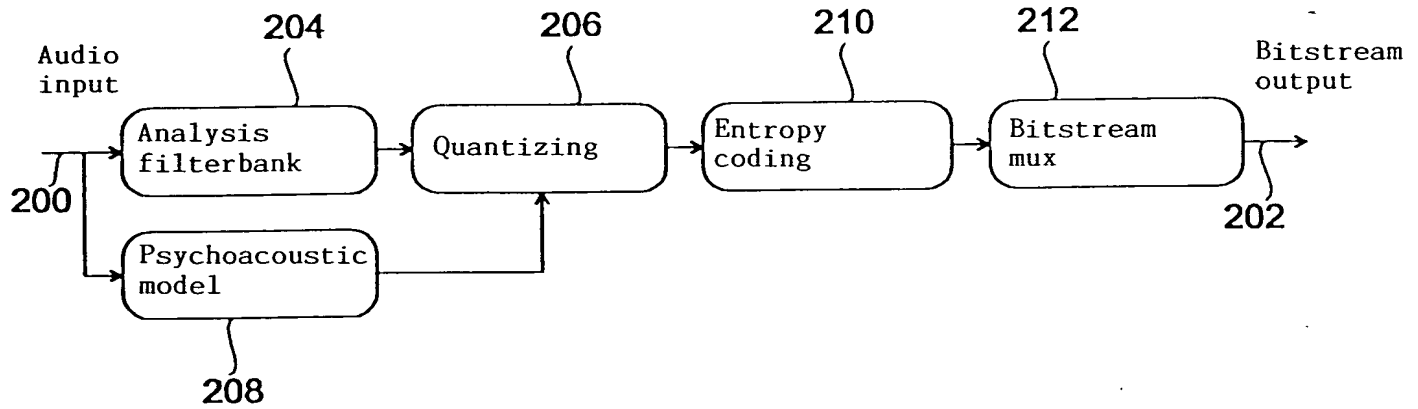 204
206
210
212
Audio
input
Bitstream
output
Analysis
filterbank
Quantizing
Entropy
coding
Bitstream
mux
200
202
Psychoacoustic
model
208